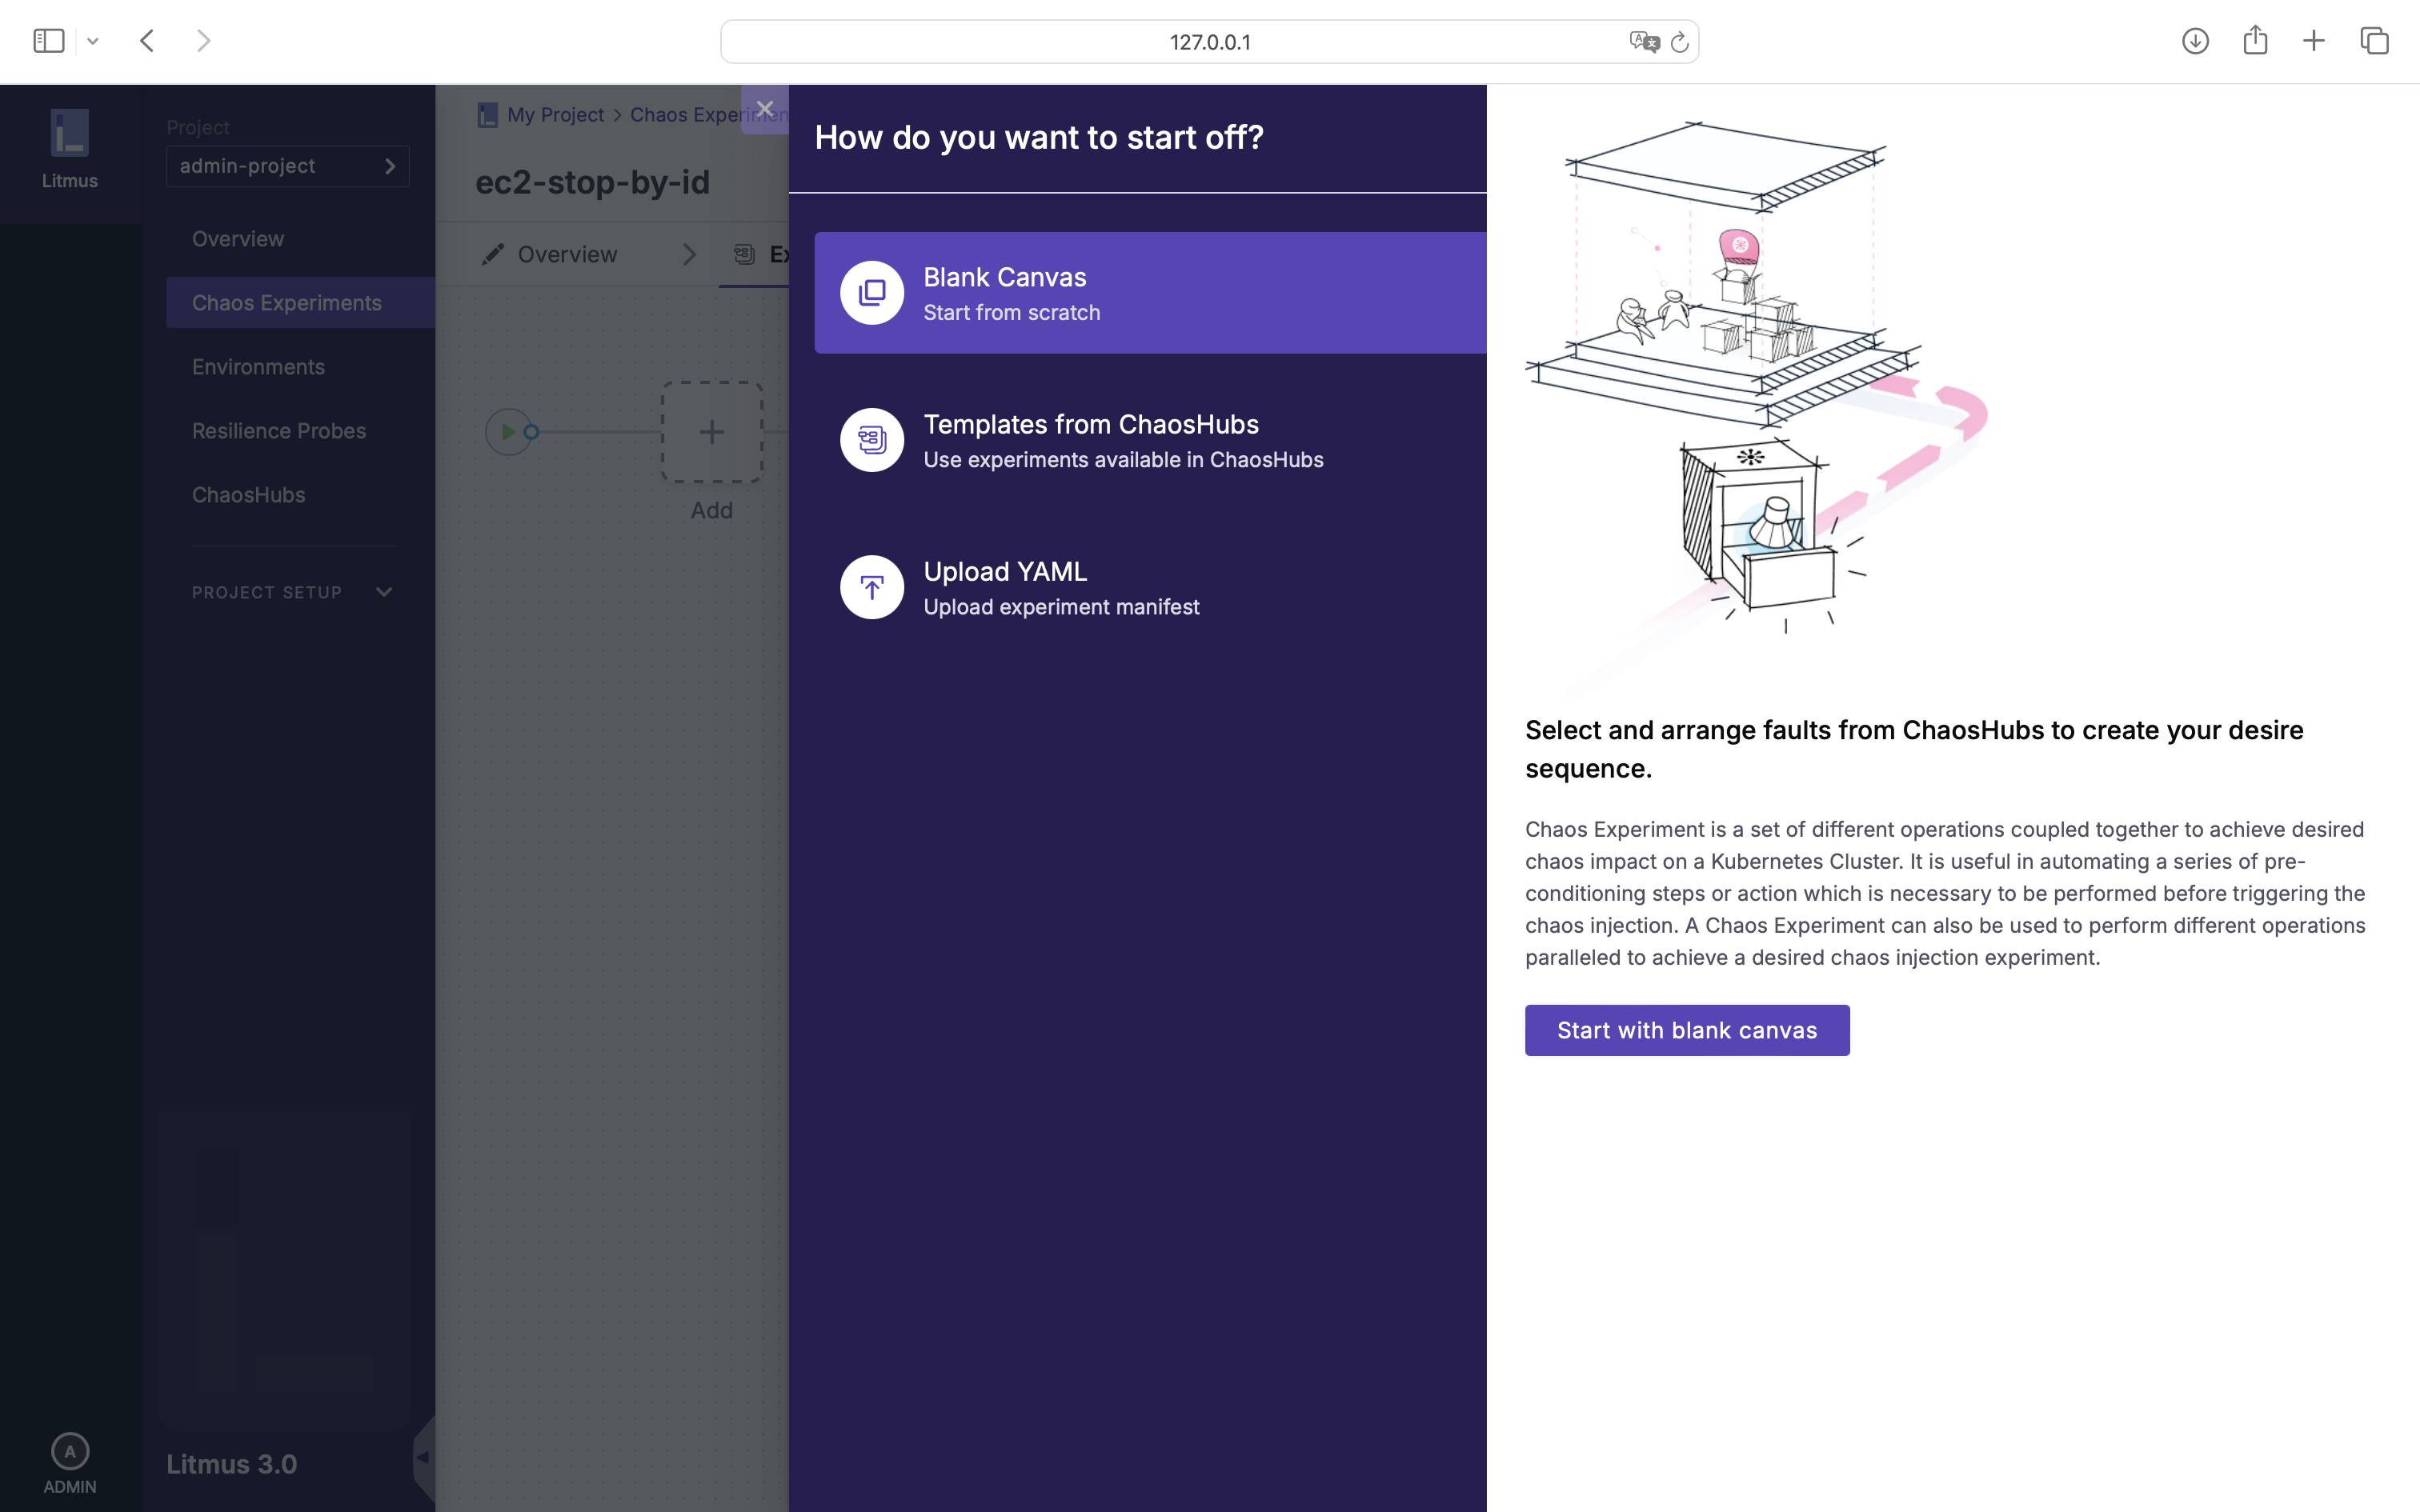 127.0.0.1
Litmus
Project
admin-project
Overview
Chaos Experiments
Environments
Resilience Probes
ChaosHubs
PROJECT SETUP
Litmus 3.0
A
ADMIN
My Project > Chaos Experimen
ec2-stop-by-id
Overview
Ex
Add
How do you want to start off?
Blank Canvas
Start from scratch
Templates from ChaosHubs
Use experiments available in ChaosHubs
Upload YAML
Upload experiment manifest
Select and arrange faults from ChaosHubs to create your desire
sequence.
Chaos Experiment is a set of different operations coupled together to achieve desired
chaos impact on a Kubernetes Cluster. It is useful in automating a series of pre-
conditioning steps or action which is necessary to be performed before triggering the
chaos injection. A Chaos Experiment can also be used to perform different operations
paralleled to achieve a desired chaos injection experiment.
Start with blank canvas